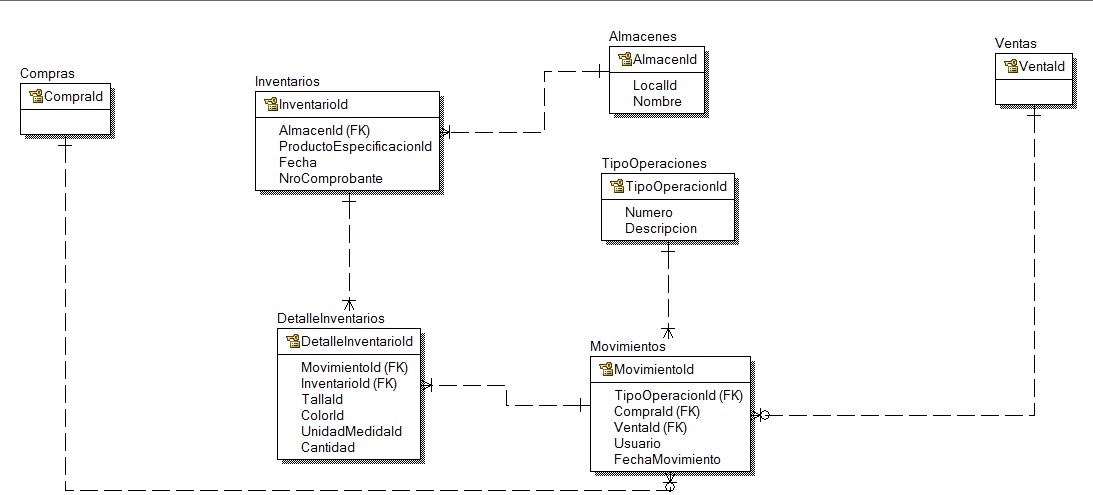 Compras
CompraId
Inventarios
InventarioId
AlmacenId (FK)
ProductoEspecificacionId
Fecha
NroComprobante
Almacenes
AlmacenId
LocalId
Nombre
Ventas
VentaId
TipoOperaciones
TipoOperacionId
Numero
Descripcion
DetalleInventarios
DetalleInventarioId
MovimientoId (FK)
InventarioId (FK)
TallaId
ColorId
UnidadMedidaId
Cantidad
Movimientos
MovimientoId
TipoOperacionId (FK)
CompraId (FK)
VentaId (FK)
Usuario
FechaMovimiento